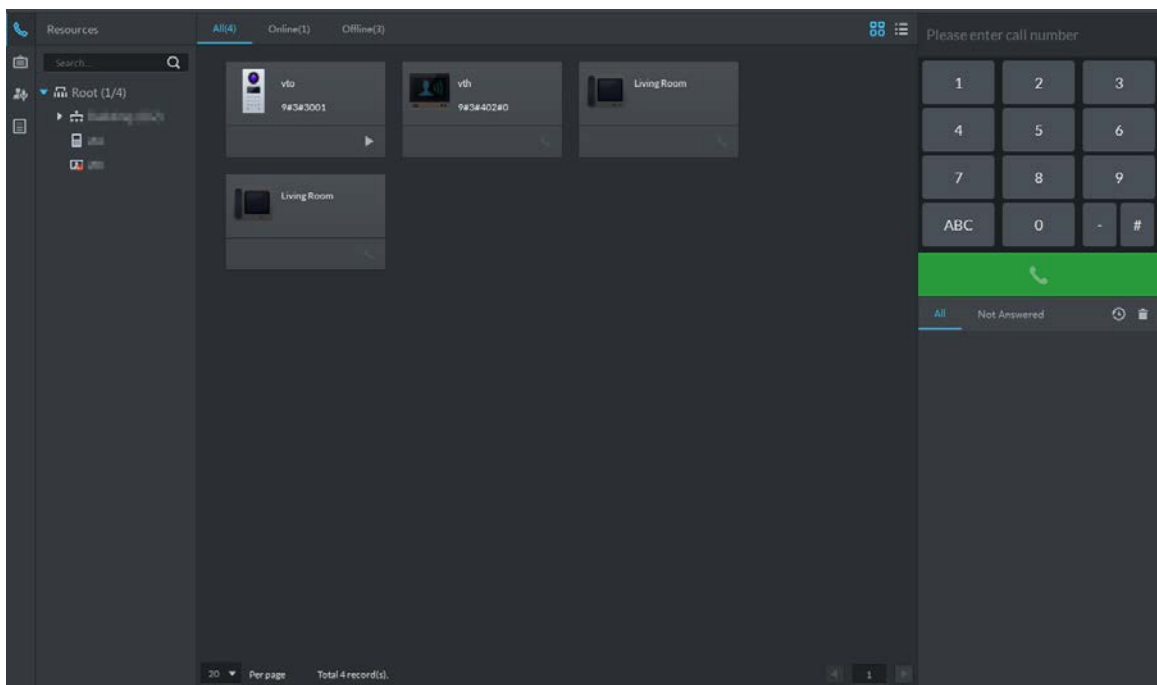 Resources
Search...
Root (1/4)
All(4) Online(1) Offline(3)
vto
9#3#3001
vth
9#3#402#0
Living Room
Living Room
20 Per page Total 4 record(s).
1
Please enter call number
1 2 3
4 5 6
7 8 9
ABC 0 - #
All Not Answered